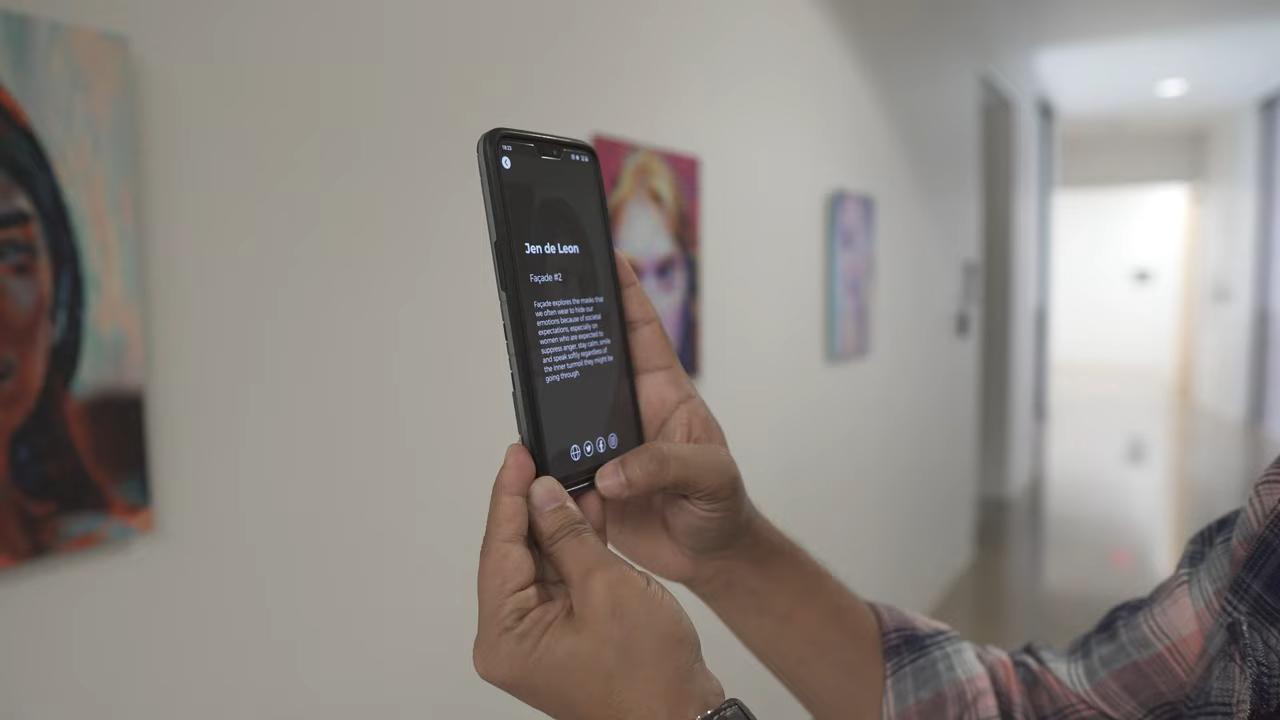 18:23
Jen de Leon
Façade #2
Façade explores the masks that
we often wear to hide our
emotions because of societal
expectations, especially on
women who are expected to
suppress anger, stay calm, smile
and speak softly regardless of
the inner turmoil they might be
going through.